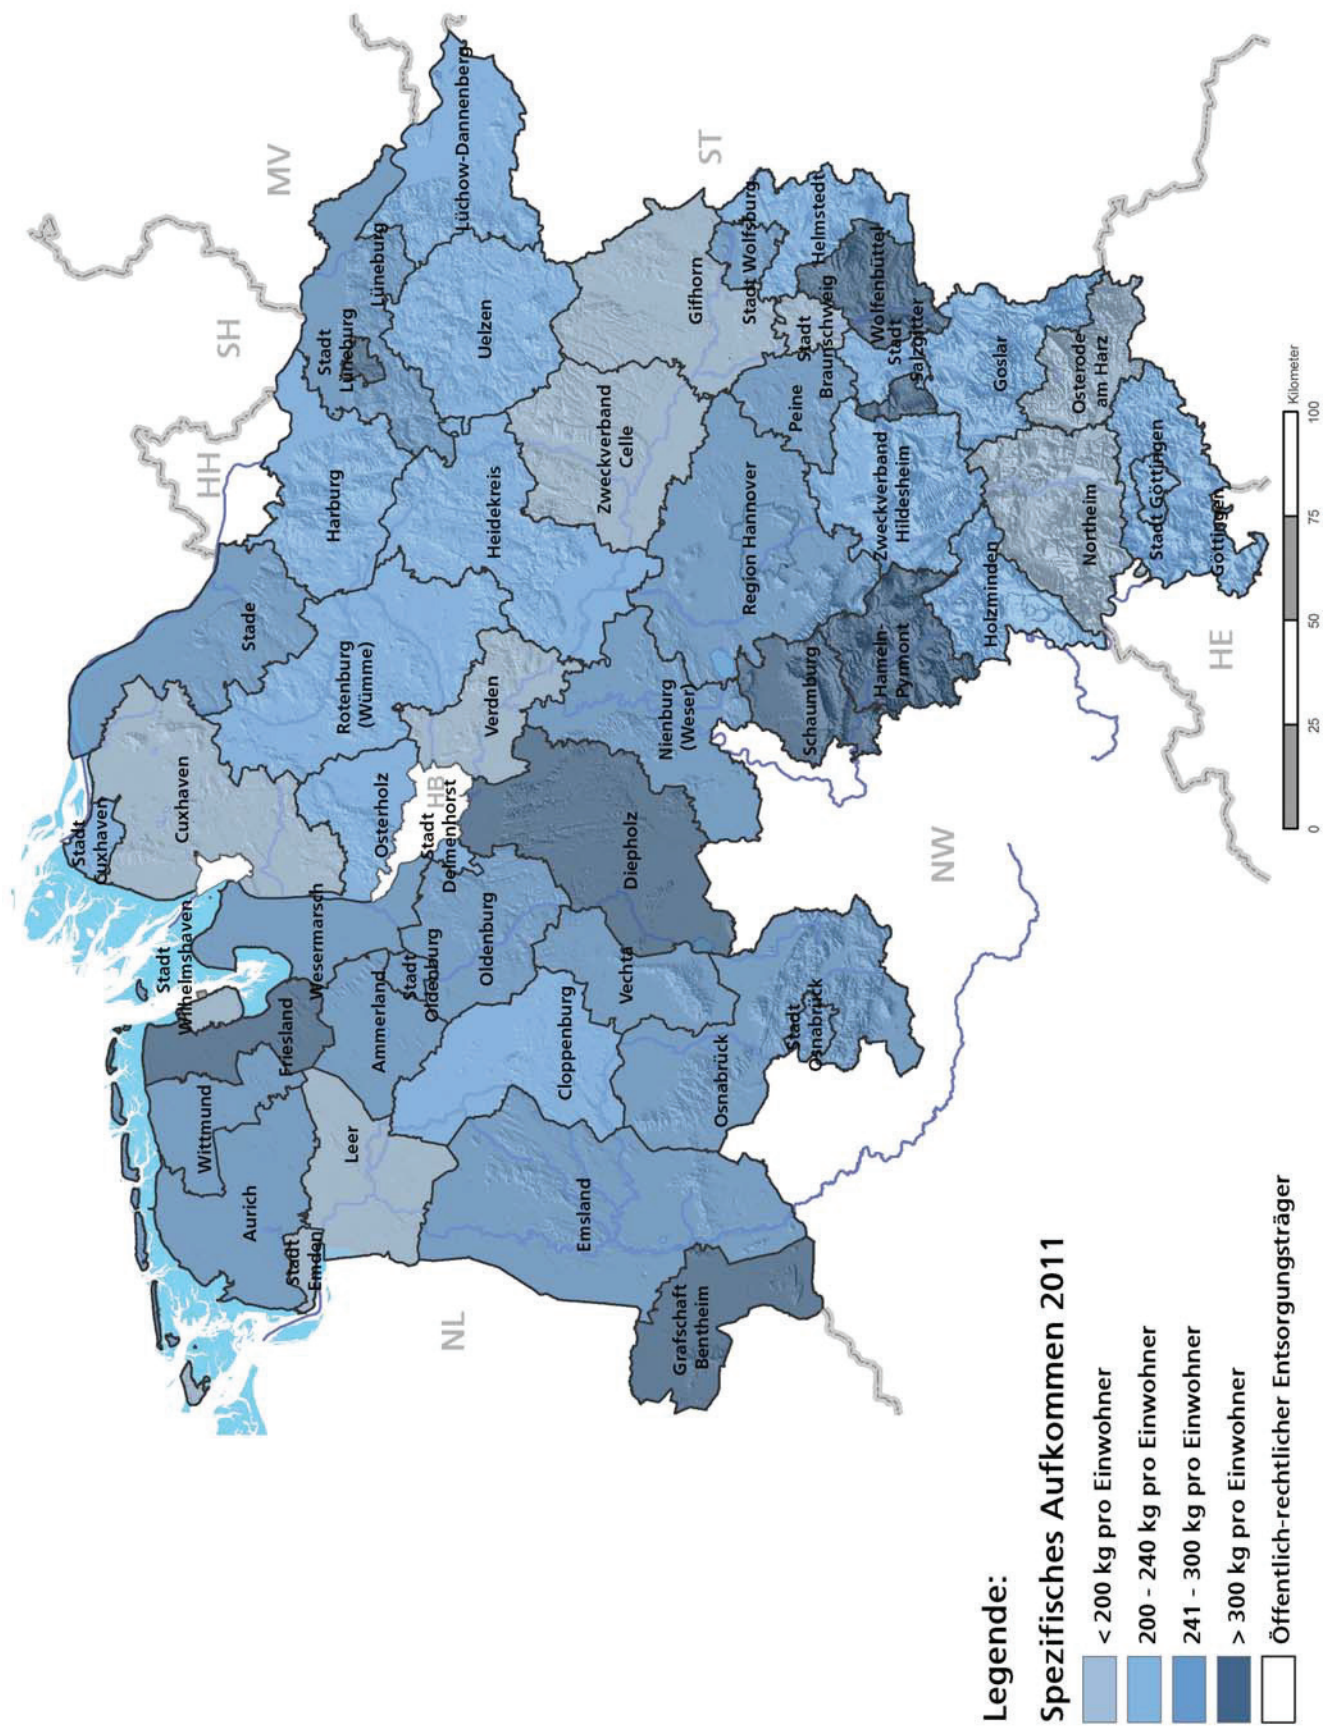 MV
SH
HH
ST
HB
NL
NW
HE
Stadt
Cuxhaven
Cuxhaven
Stade
Stadt
Wilhelmshaven
Wittmund
Friesland
Aurich
Stadt
Emden
Leer
Wesermarsch
Ammerland
Stadt
Oldenburg
Oldenburg
Stadt
Delmenhorst
Osterholz
Rotenburg
(Wümme)
Verden
Harburg
Stadt
Lüneburg
Lüneburg
Lüchow-Dannenberg
Uelzen
Heidekreis
Zweckverband
Celle
Gifhorn
Stadt Wolfsburg
Helmstedt
Stadt
Braunschweig
Wolfenbüttel
Stadt
Salzgitter
Peine
Region Hannover
Nienburg
(Weser)
Diepholz
Vechta
Cloppenburg
Emsland
Grafschaft
Bentheim
Osnabrück
Stadt
Osnabrück
Schaumburg
Hameln-
Pyrmont
Zweckverband
Hildesheim
Holzminden
Goslar
Osterode
am Harz
Northeim
Stadt Göttingen
Göttingen
0 25 50 75 100
Kilometer
Legende:
Spezifisches Aufkommen 2011
< 200 kg pro Einwohner
200 - 240 kg pro Einwohner
241 - 300 kg pro Einwohner
> 300 kg pro Einwohner
Öffentlich-rechtlicher Entsorgungsträger